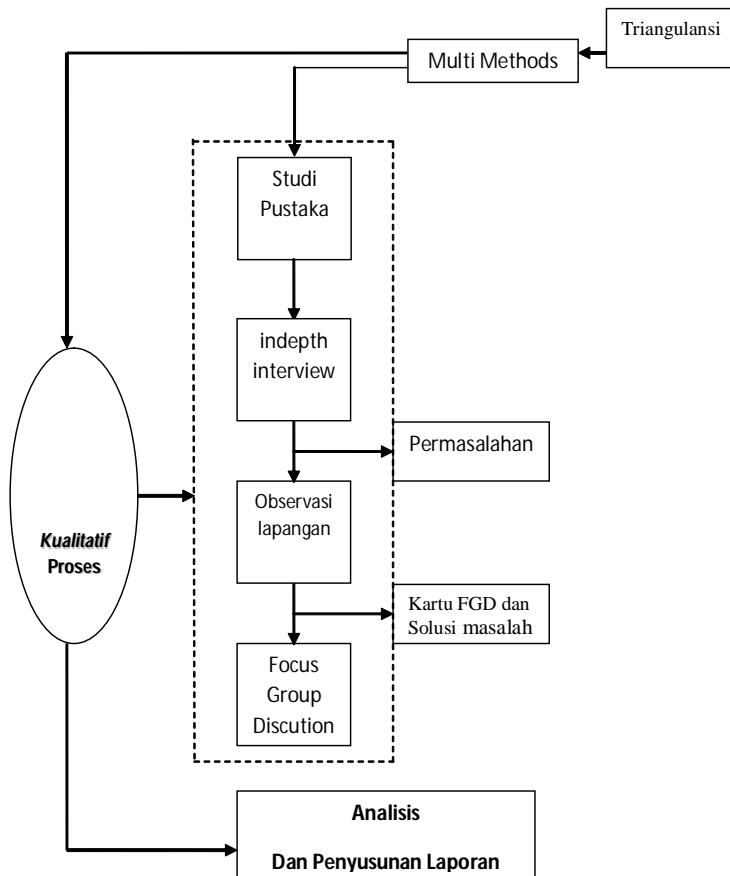 Triangulansi
Multi Methods
Studi
Pustaka
indepth
interview
Permasalahan
Observasi
lapangan
Kualitatif
Proses
Kartu FGD dan
Solusi masalah
Focus
Group
Discution
Analisis
Dan Penyusunan Laporan